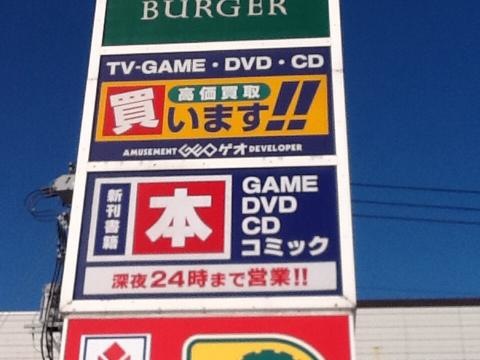 BURGER
TV-GAME・DVD・CD
高価買取
買います!!
AMUSEMENT GEO ゲオ DEVELOPER
新刊書籍
本
GAME
DVD
CD
コミック
深夜24時まで営業!!